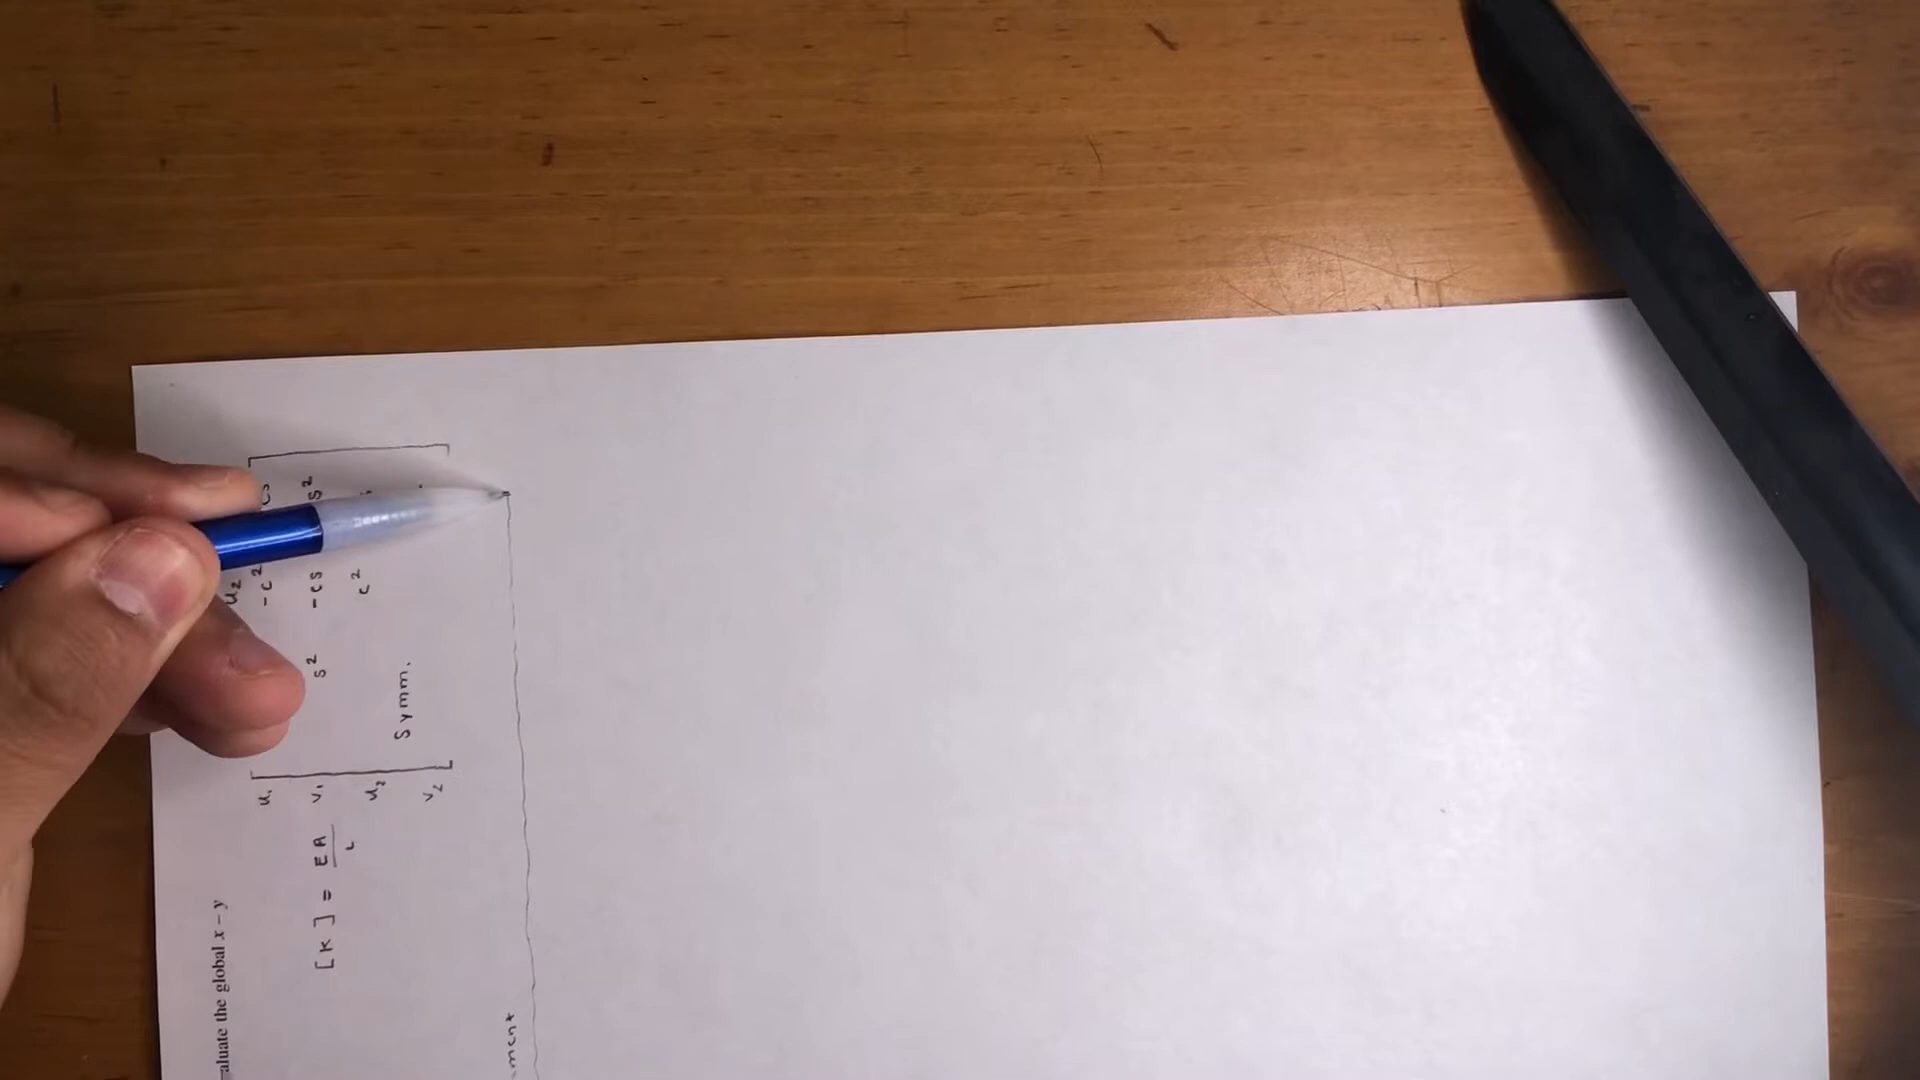 aluate the global x – y
u₂
-c² cs
[K] = EA/L
u₁
v₁ s² -cs s²
u₂ c²
Symm.
v₂
ment